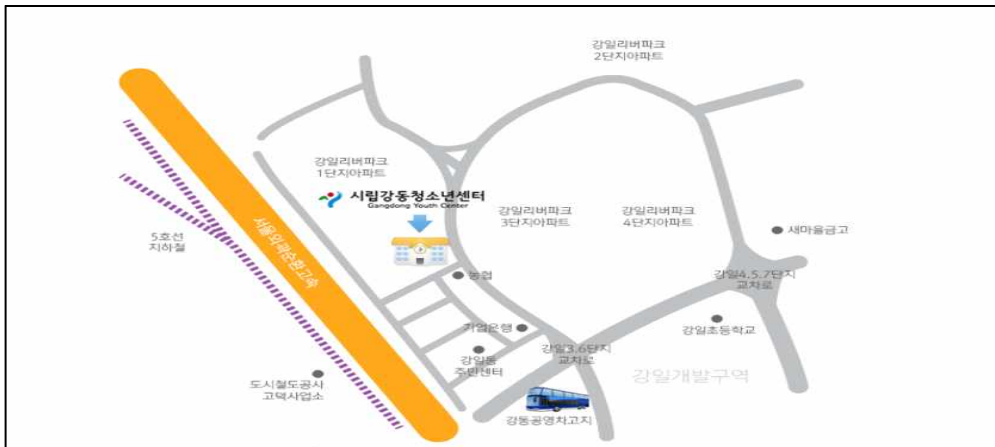 강일리버파크
2단지아파트
강일리버파크
1단지아파트
시립강동청소년센터
Gangdong Youth Center
강일리버파크
3단지아파트
강일리버파크
4단지아파트
새마을금고
5호선
지하철
서울외곽순환고속
농협
강일4.5.7단지
교차로
기업은행
강일초등학교
강일3.6단지
교차로
강일동
주민센터
강일개발구역
도시철도공사
고덕사업소
강동공영차고지